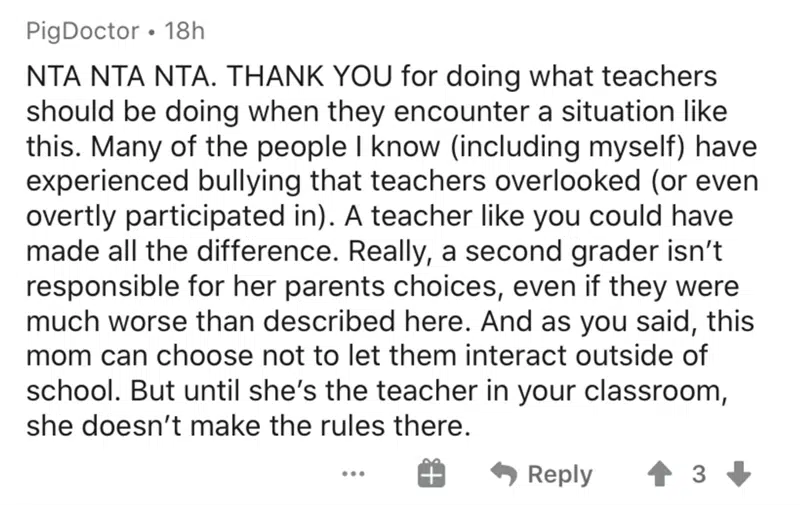 PigDoctor • 18h
NTA NTA NTA. THANK YOU for doing what teachers
should be doing when they encounter a situation like
this. Many of the people I know (including myself) have
experienced bullying that teachers overlooked (or even
overtly participated in). A teacher like you could have
made all the difference. Really, a second grader isn't
responsible for her parents choices, even if they were
much worse than described here. And as you said, this
mom can choose not to let them interact outside of
school. But until she's the teacher in your classroom,
she doesn't make the rules there.
Reply 3